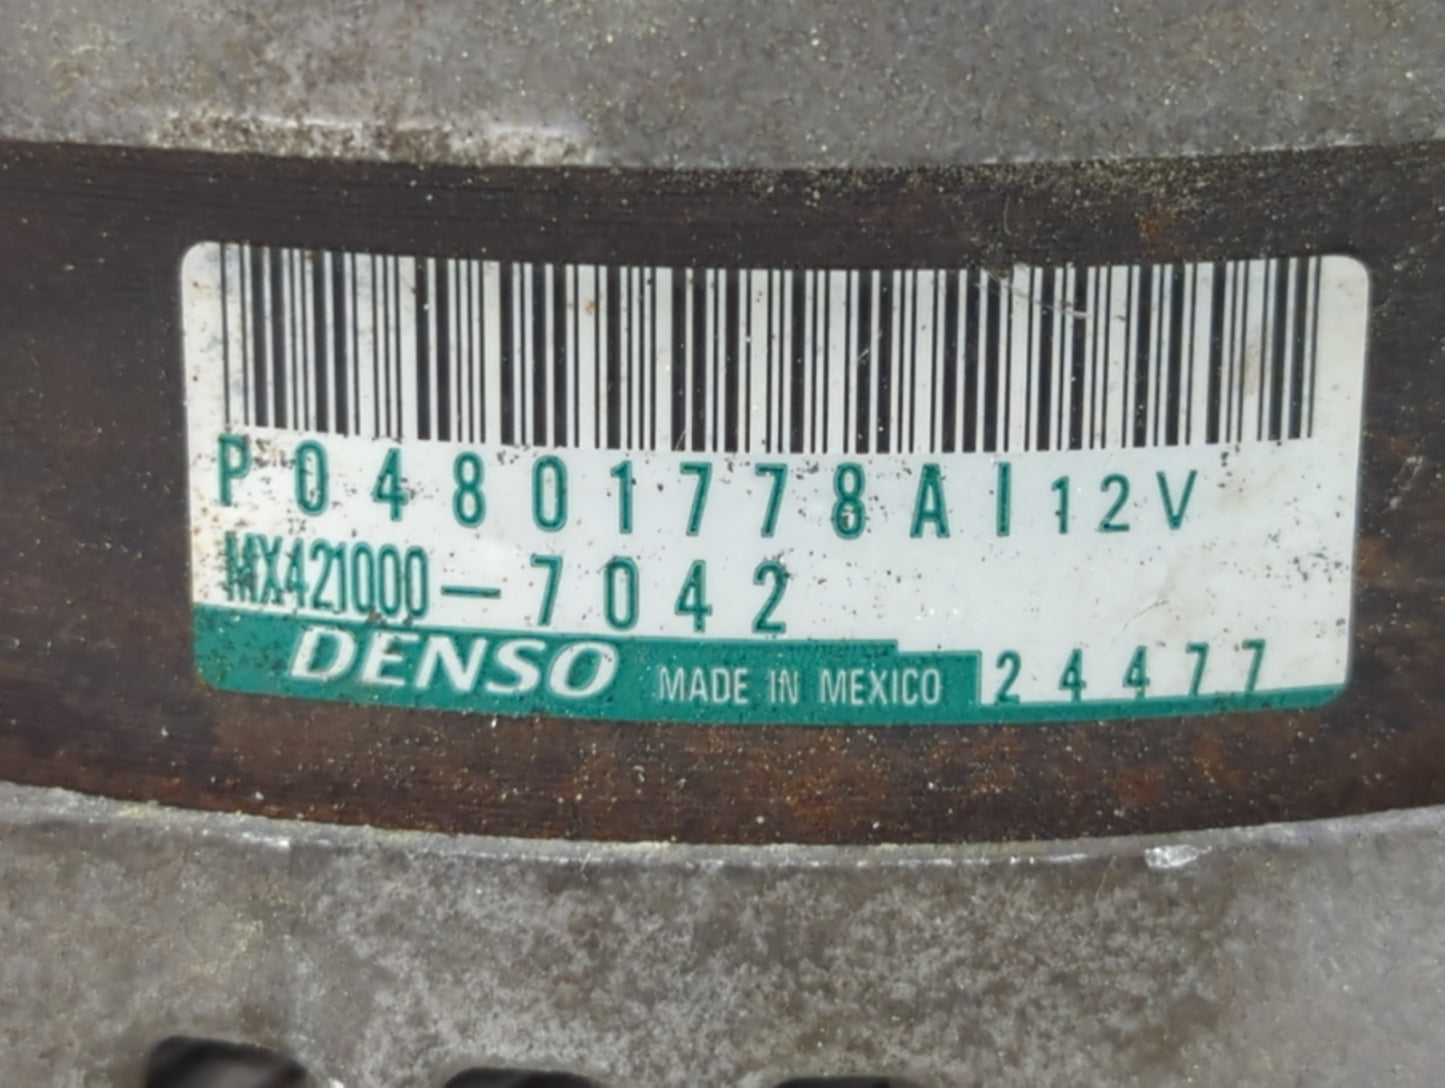 P04801778AI 12V
MX421000-7042
DENSO MADE IN MEXICO 24477